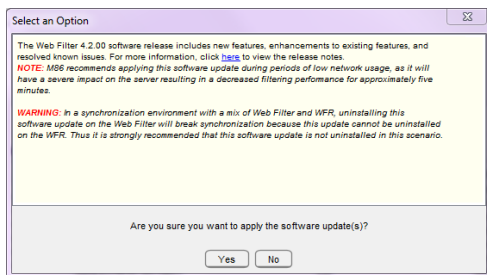 Select an Option
The Web Filter 4.2.00 software release includes new features, enhancements to existing features, and
resolved known issues. For more information, click here to view the release notes.
NOTE: M86 recommends applying this software update during periods of low network usage, as it will
have a severe impact on the server resulting in a decreased filtering perfomance for approximately five
minutes.
WARNING: In a synchronization environment with a mix of Web Filter and WFR, uninstalling this
software update on the Web Filter will break synchronization because this update cannot be uninstalled
on the WFR. Thus it is strongly recommended that this software update is not uninstalled in this scenario.
Are you sure you want to apply the software update(s)?
Yes No